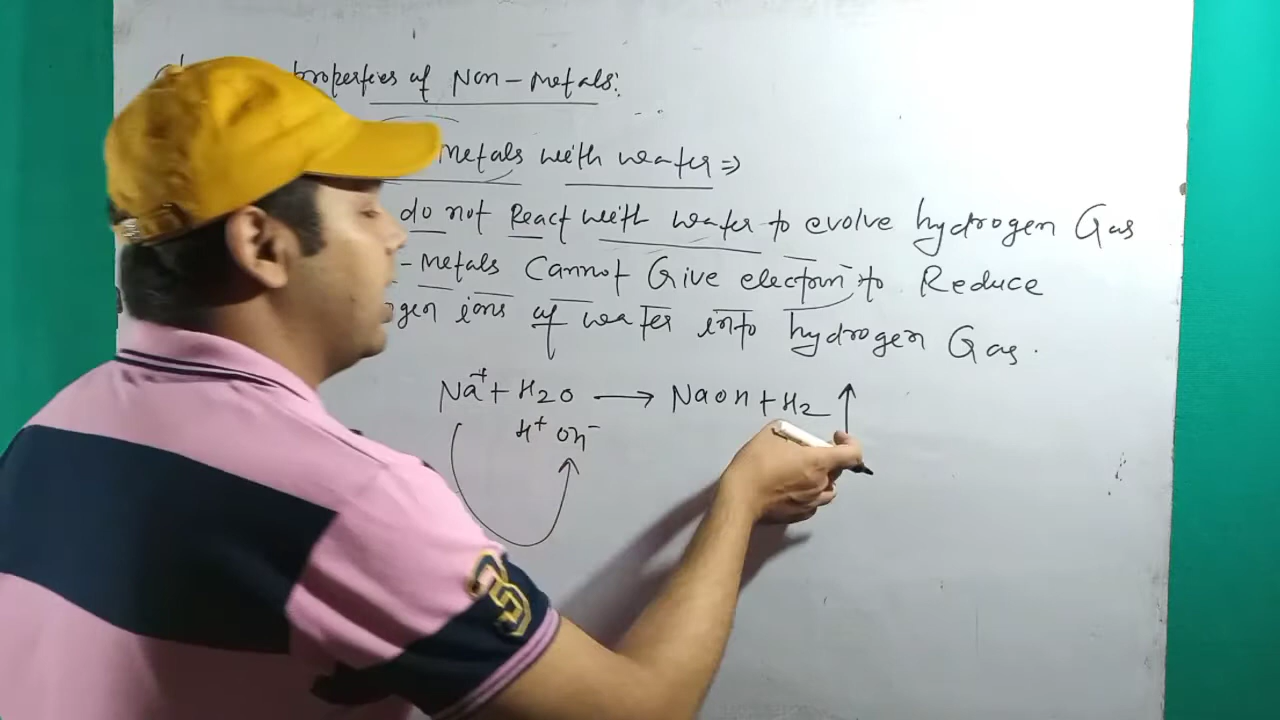 properties of Non-metals:
metals with water ⇒
do not React with water to evolve hydrogen Gas
- metals Cannot Give electron to Reduce
gen ions of water into hydrogen Gas.
Na⁺ + H2O → NaOH + H2 ↑
H⁺ OH⁻
3